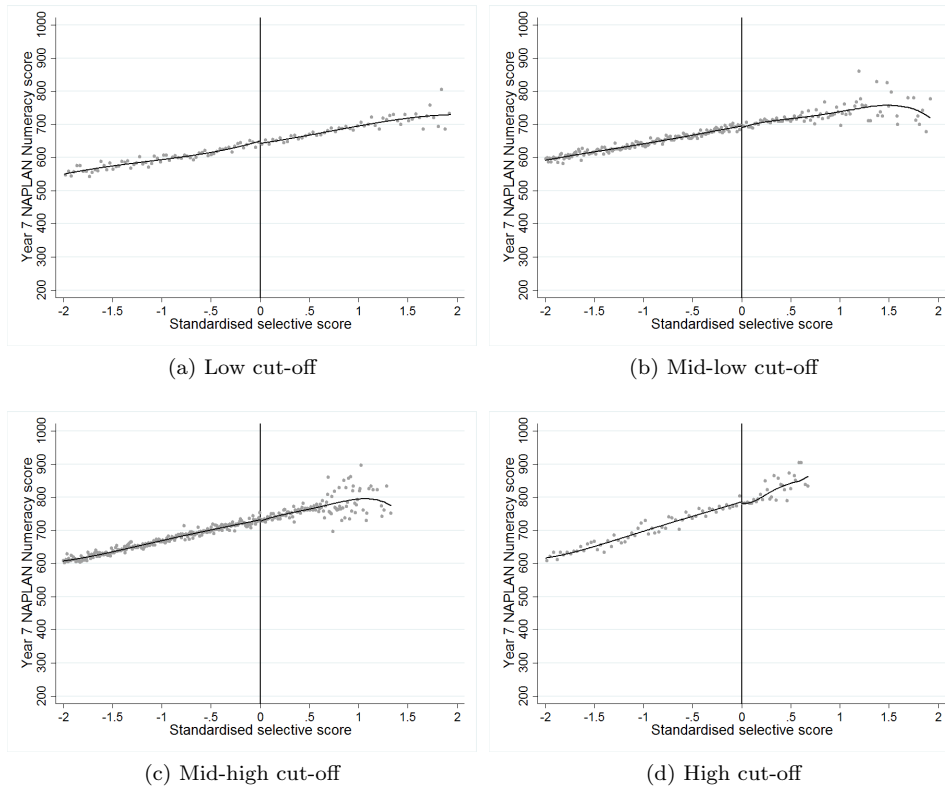 Year 7 NAPLAN Numeracy score
1000
900
800
700
600
500
400
300
200
-2 -1.5 -1 -.5 0 .5 1 1.5 2
Standardised selective score
(a) Low cut-off
Year 7 NAPLAN Numeracy score
1000
900
800
700
600
500
400
300
200
-2 -1.5 -1 -.5 0 .5 1 1.5 2
Standardised selective score
(b) Mid-low cut-off
Year 7 NAPLAN Numeracy score
1000
900
800
700
600
500
400
300
200
-2 -1.5 -1 -.5 0 .5 1 1.5 2
Standardised selective score
(c) Mid-high cut-off
Year 7 NAPLAN Numeracy score
1000
900
800
700
600
500
400
300
200
-2 -1.5 -1 -.5 0 .5 1 1.5 2
Standardised selective score
(d) High cut-off